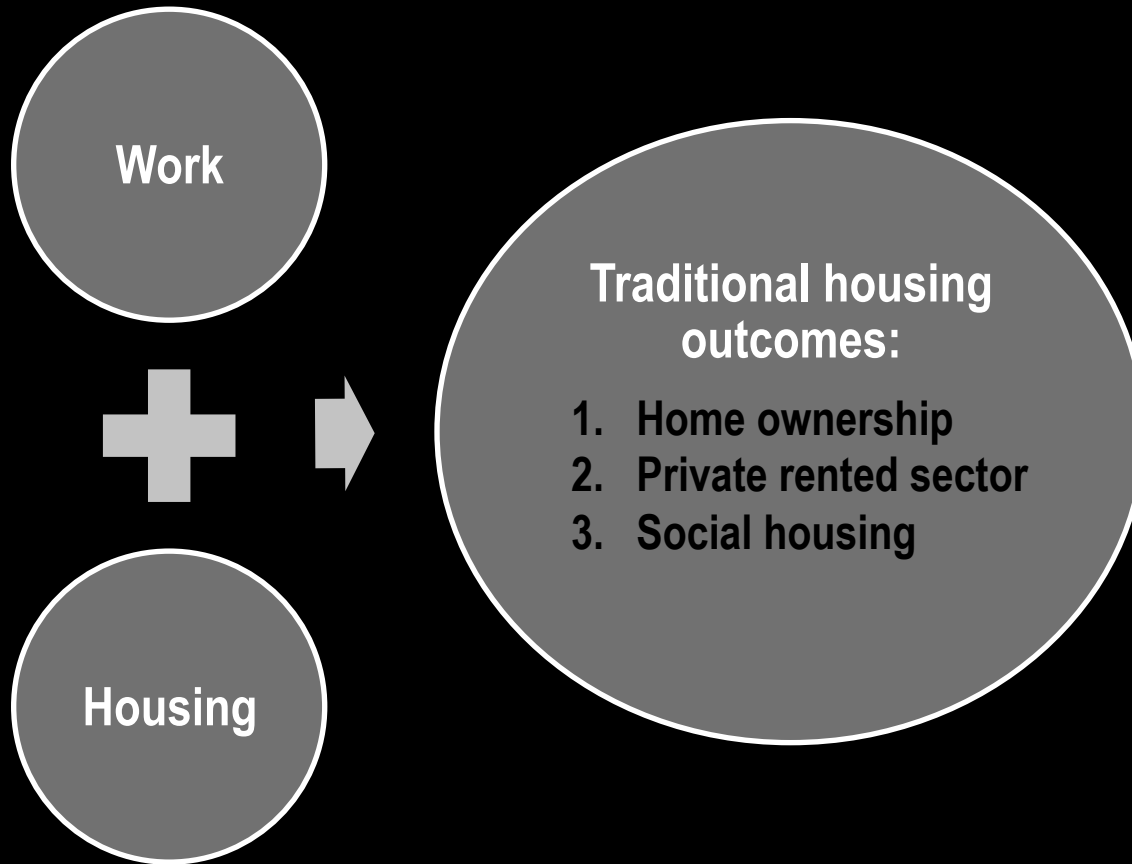 Work
Housing
Traditional housing
outcomes:
1. Home ownership
2. Private rented sector
3. Social housing